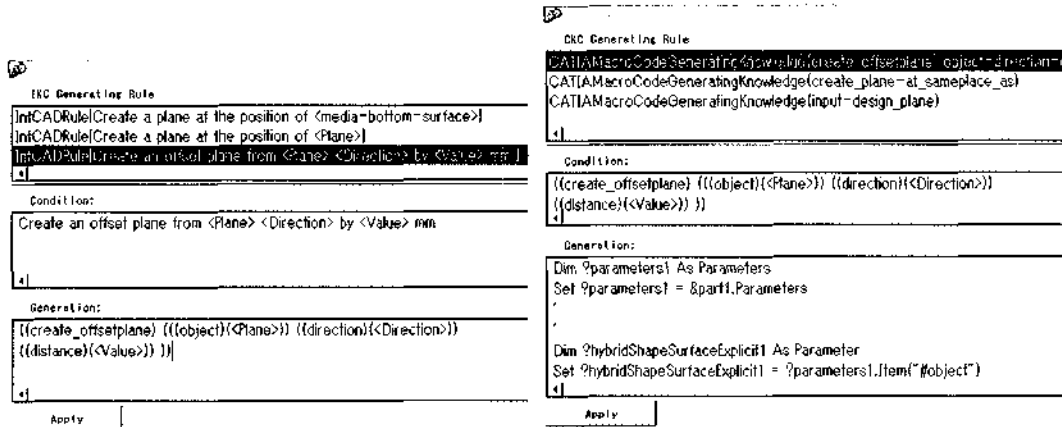 EKC Generating Rule
IntCADRule[Create a plane at the position of <media-bottom-surface>]
IntCADRule[Create a plane at the position of <Plane>]
IntCADRule[Create an offset plane from <Plane> <Direction> by <Value> mm ]
Condition:
Create an offset plane from <Plane> <Direction> by <Value> mm
Generation:
((create_offsetplane) (((object)(<Plane>)) ((direction)(<Direction>))
((distance)(<Value>)) ))
Apply
CKC Generating Rule
CATIAMacroCodeGeneratingKnowledge(create_offsetplane object=direction=
CATIAMacroCodeGeneratingKnowledge(create_plane-at_sameplace_as)
CATIAMacroCodeGeneratingKnowledge(input-design_plane)
Condition:
((create_offsetplane) (((object)(<Plane>)) ((direction)(<Direction>))
((distance)(<Value>)) ))
Generation:
Dim ?parameters1 As Parameters
Set ?parameters1 = &part1.Parameters
'
'
Dim ?hybridShapeSurfaceExplicit1 As Parameter
Set ?hybridShapeSurfaceExplicit1 = ?parameters1.Item("#object")
Apply